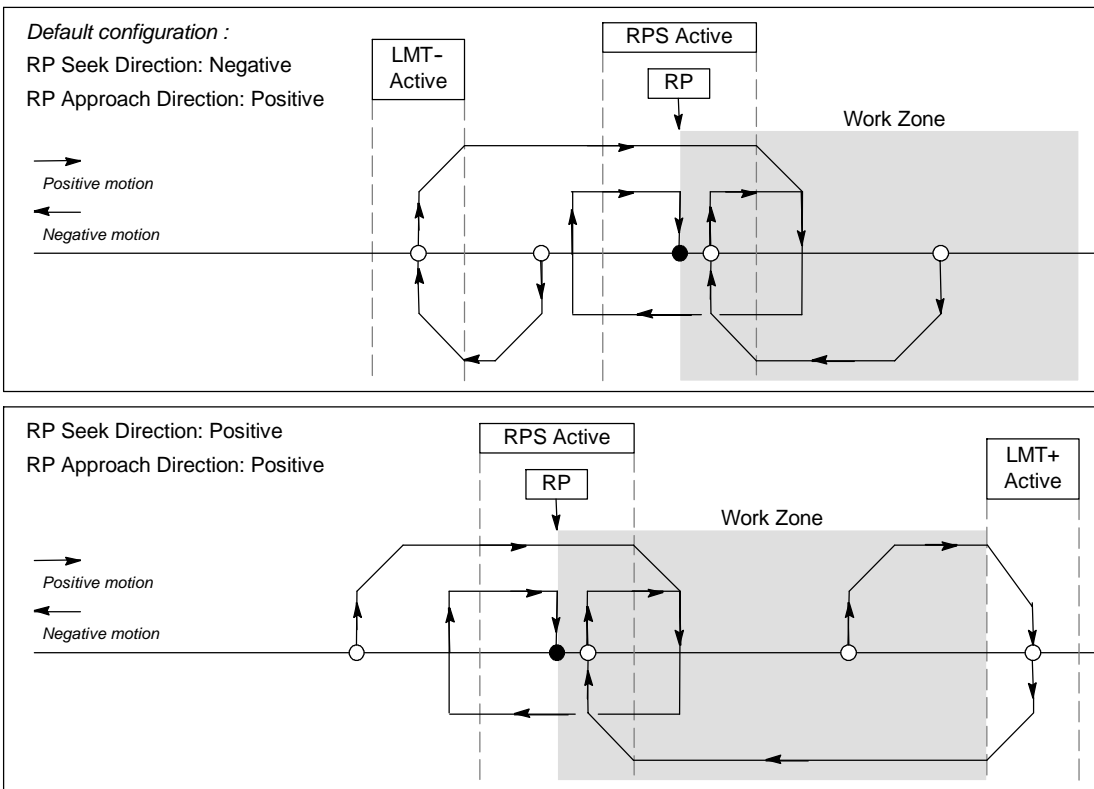 Default configuration :
RP Seek Direction: Negative
RP Approach Direction: Positive
LMT-
Active
RPS Active
RP
Work Zone
Positive motion
Negative motion
RP Seek Direction: Positive
RP Approach Direction: Positive
RPS Active
RP
LMT+
Active
Work Zone
Positive motion
Negative motion